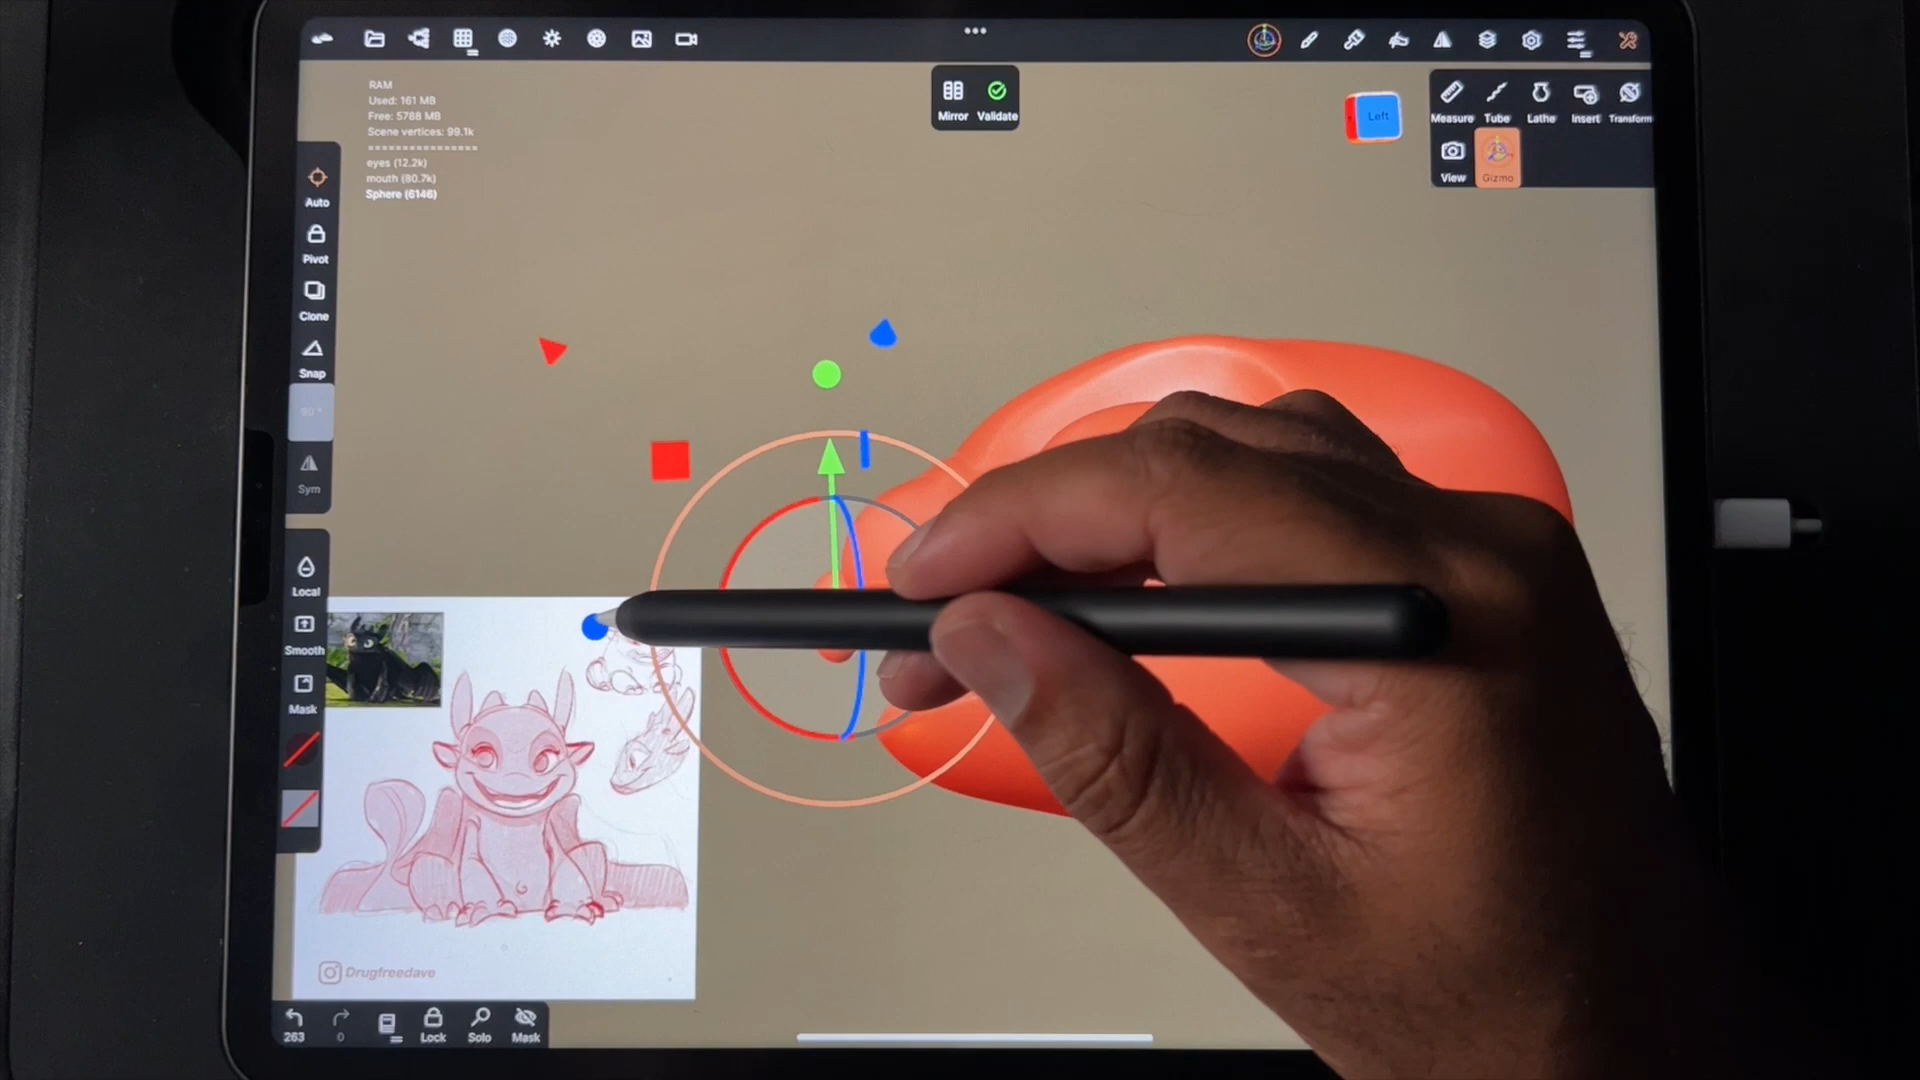 RAM
Used: 161 MB
Free: 5788 MB
Scene vertices: 99.1k
================
eyes (12.2k)
mouth (80.7k)
Sphere (6146)
Mirror Validate
Left
Measure Tube Lathe Insert Transform
View Gizmo
Auto
Pivot
Clone
Snap
90 °
Sym
Local
Smooth
Mask
Drugfreedave
263 0 Lock Solo Mask